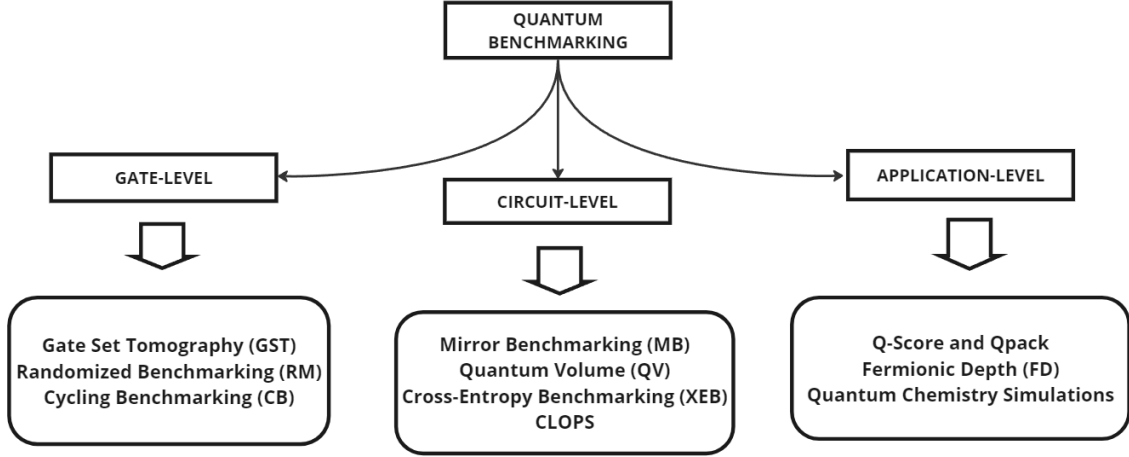 QUANTUM
BENCHMARKING
GATE-LEVEL
CIRCUIT-LEVEL
APPLICATION-LEVEL
Gate Set Tomography (GST)
Randomized Benchmarking (RM)
Cycling Benchmarking (CB)
Mirror Benchmarking (MB)
Quantum Volume (QV)
Cross-Entropy Benchmarking (XEB)
CLOPS
Q-Score and Qpack
Fermionic Depth (FD)
Quantum Chemistry Simulations